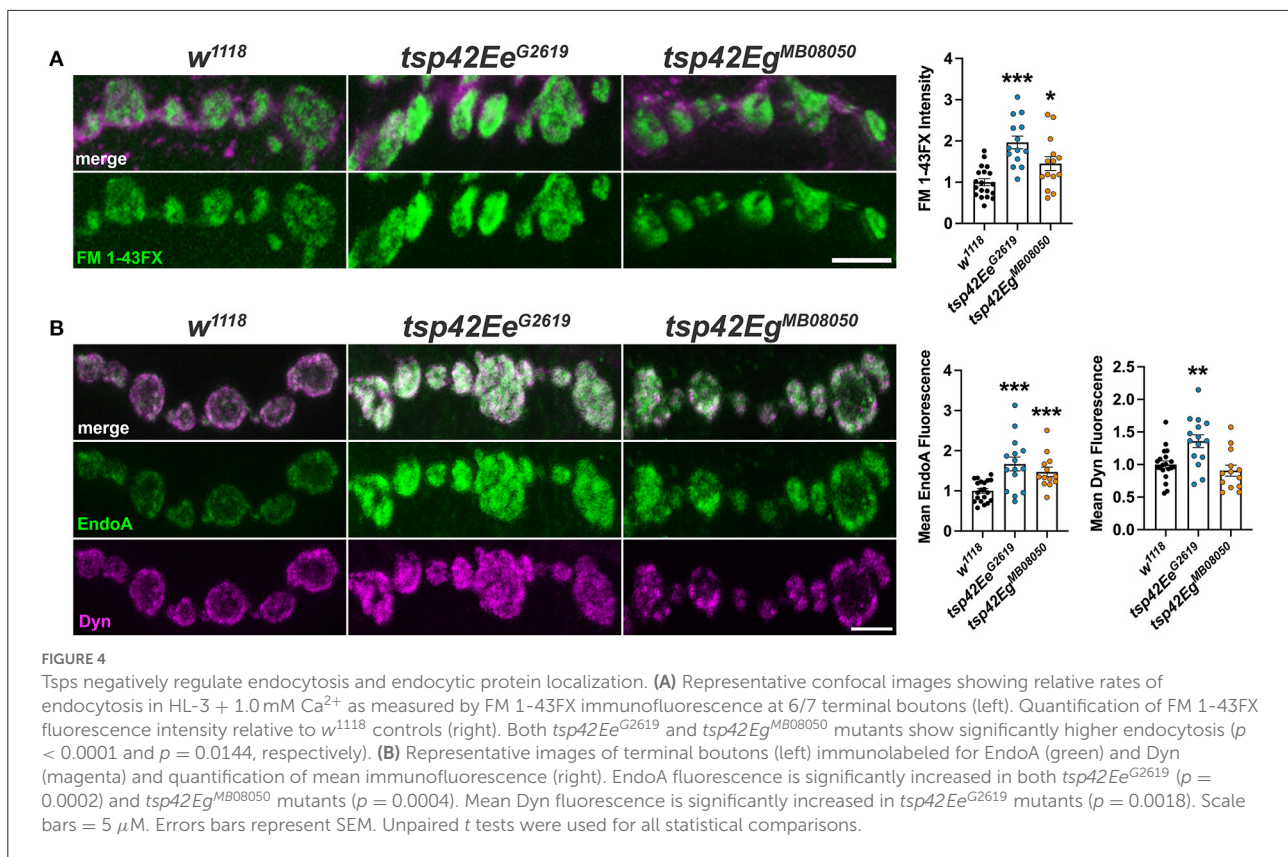 A
w1118
tsp42EeG2619
tsp42EgMB08050
merge
FM 1-43FX
FM 1-43FX Intensity
4
3
2
1
0
***
*
w1118
tsp42EeG2619
tsp42EgMB08050
B
w1118
tsp42EeG2619
tsp42EgMB08050
merge
EndoA
Dyn
Mean EndoA Fluorescence
4
3
2
1
0
***
***
w1118
tsp42EeG2619
tsp42EgMB08050
Mean Dyn Fluorescence
2.5
2.0
1.5
1.0
0.5
0.0
**
w1118
tsp42EeG2619
tsp42EgMB08050
FIGURE 4
Tsps negatively regulate endocytosis and endocytic protein localization. (A) Representative confocal images showing relative rates of
endocytosis in HL-3 + 1.0 mM Ca2+ as measured by FM 1-43FX immunofluorescence at 6/7 terminal boutons (left). Quantification of FM 1-43FX
fluorescence intensity relative to w1118 controls (right). Both tsp42EeG2619 and tsp42EgMB08050 mutants show significantly higher endocytosis (p
< 0.0001 and p = 0.0144, respectively). (B) Representative images of terminal boutons (left) immunolabeled for EndoA (green) and Dyn
(magenta) and quantification of mean immunofluorescence (right). EndoA fluorescence is significantly increased in both tsp42EeG2619 (p =
0.0002) and tsp42EgMB08050 mutants (p = 0.0004). Mean Dyn fluorescence is significantly increased in tsp42EeG2619 mutants (p = 0.0018). Scale
bars = 5 μM. Errors bars represent SEM. Unpaired t tests were used for all statistical comparisons.